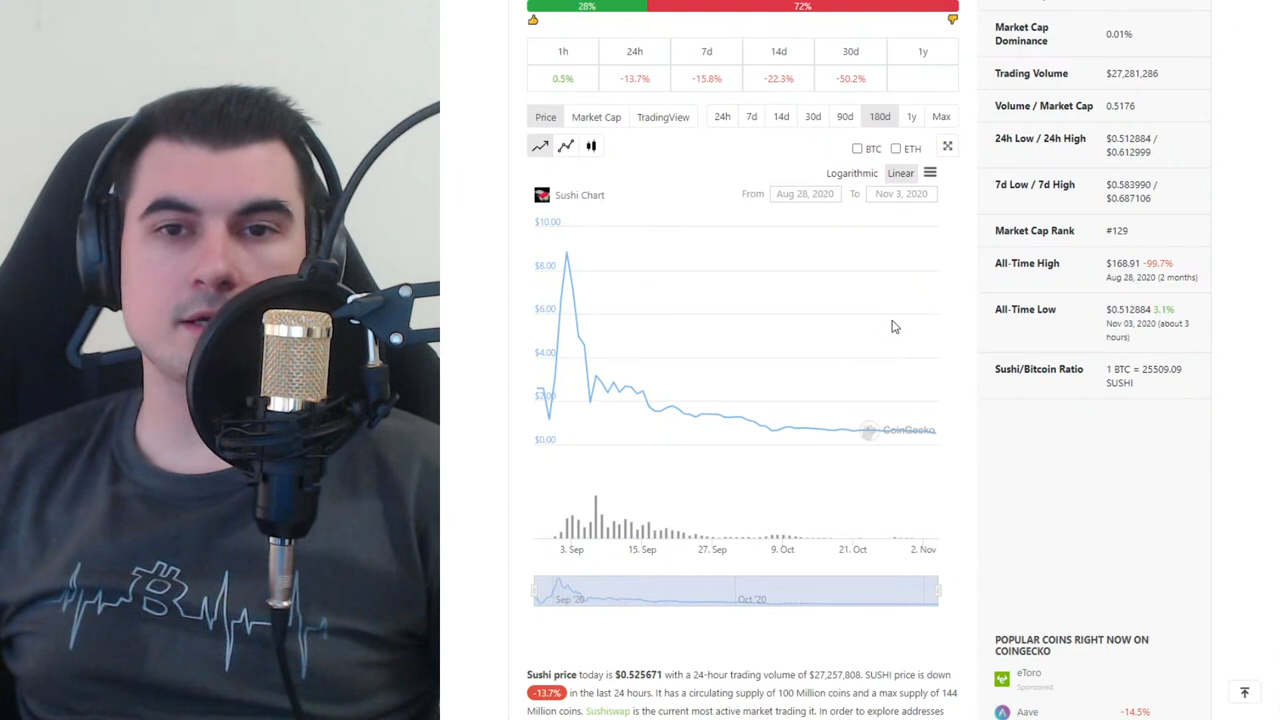 28%
72%
1h
24h
7d
14d
30d
1y
0.5%
-13.7%
-15.8%
-22.3%
-50.2%
Price
Market Cap
TradingView
24h
7d
14d
30d
90d
180d
1y
Max
BTC
ETH
Logarithmic
Linear
Sushi Chart
From
Aug 28, 2020
To
Nov 3, 2020
$10.00
$8.00
$6.00
$4.00
$2.00
$0.00
CoinGecko
3. Sep
15. Sep
27. Sep
9. Oct
21. Oct
2. Nov
Sep '20
Oct '20
Sushi price today is $0.525671 with a 24-hour trading volume of $27,257,808. SUSHI price is down
-13.7% in the last 24 hours. It has a circulating supply of 100 Million coins and a max supply of 144
Million coins. Sushiswap is the current most active market trading it. In order to explore addresses
Market Cap
Dominance
0.01%
Trading Volume
$27,281,286
Volume / Market Cap
0.5176
24h Low / 24h High
$0.512884 /
$0.612999
7d Low / 7d High
$0.583990 /
$0.687106
Market Cap Rank
#129
All-Time High
$168.91 -99.7%
Aug 28, 2020 (2 months)
All-Time Low
$0.512884 3.1%
Nov 03, 2020 (about 3
hours)
Sushi/Bitcoin Ratio
1 BTC = 25509.09
SUSHI
POPULAR COINS RIGHT NOW ON
COINGECKO
eToro
Sponsored
Aave
-14.5%